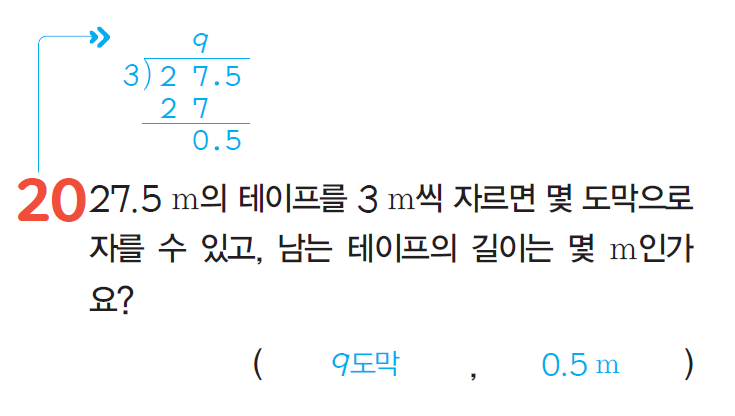 9
3)2 7.5
2 7
0.5
20 27.5 m의 테이프를 3 m씩 자르면 몇 도막으로
자를 수 있고, 남는 테이프의 길이는 몇 m인가
요?
( 9도막 , 0.5 m )